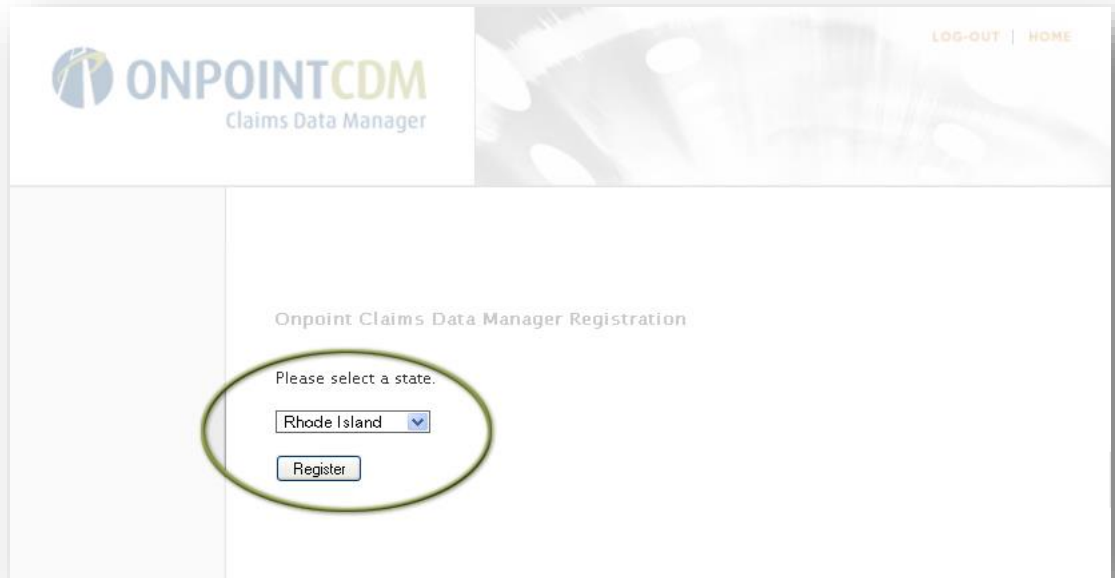 LOG-OUT | HOME
ONPOINTCDM
Claims Data Manager
Onpoint Claims Data Manager Registration
Please select a state.
Rhode Island
Register